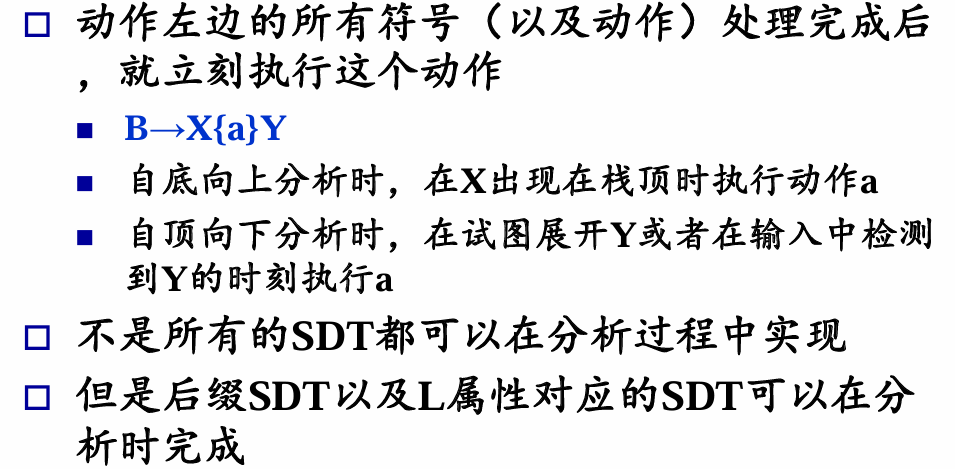 动作左边的所有符号（以及动作）处理完成后
，就立刻执行这个动作
B→X{a}Y
自底向上分析时，在X出现在栈顶时执行动作a
自顶向下分析时，在试图展开Y或者在输入中检测
到Y的时刻执行a
不是所有的SDT都可以在分析过程中实现
但是后缀SDT以及L属性对应的SDT可以在分
析时完成